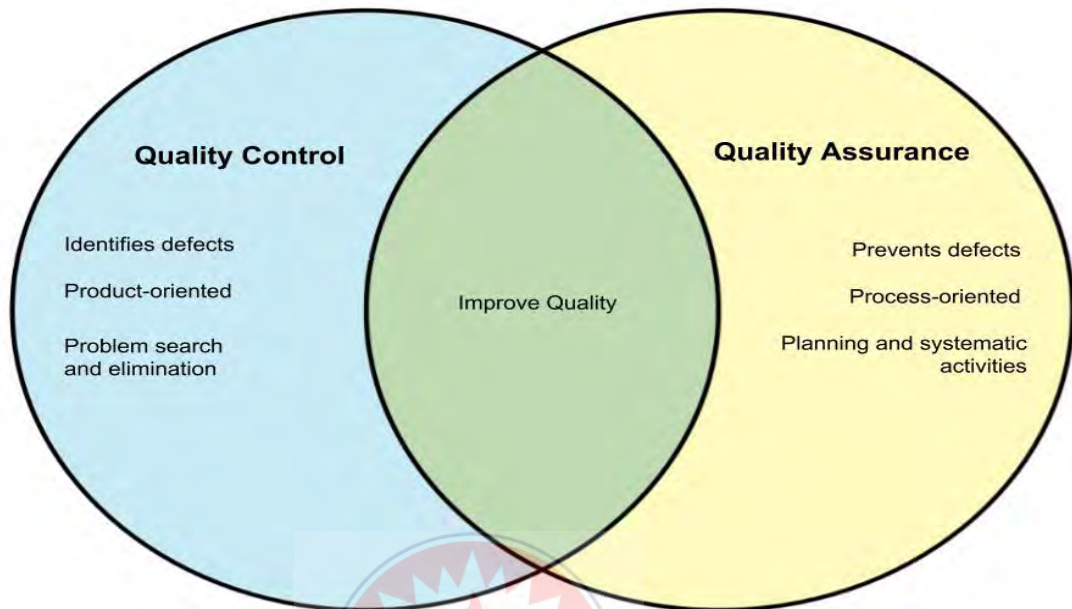 Quality Control
Identifies defects
Product-oriented
Problem search
and elimination
Improve Quality
Quality Assurance
Prevents defects
Process-oriented
Planning and systematic
activities